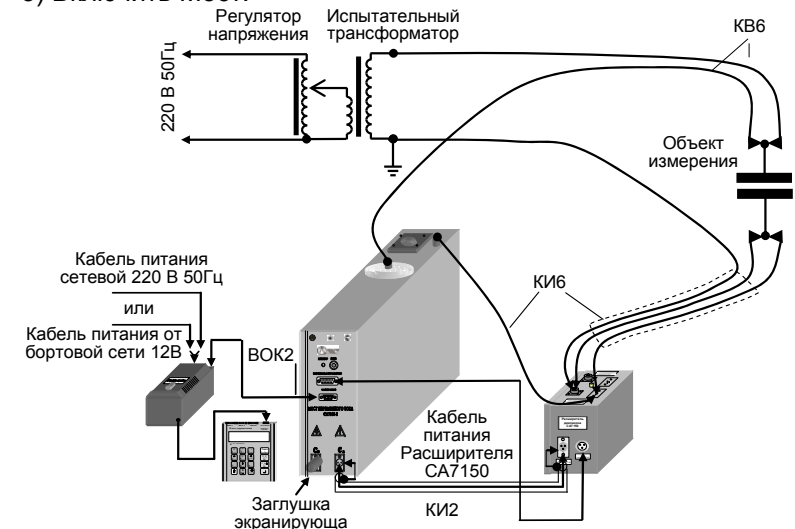 Регулятор
напряжения
Испытательный
трансформатор
КВ6
220 В 50Гц
Объект
измерения
Кабель питания
сетевой 220 В 50Гц
или
Кабель питания от
бортовой сети 12В
ВОК2
КИ6
Кабель
питания
Расширителя
СА7150
КИ2
Заглушка
экранирующа